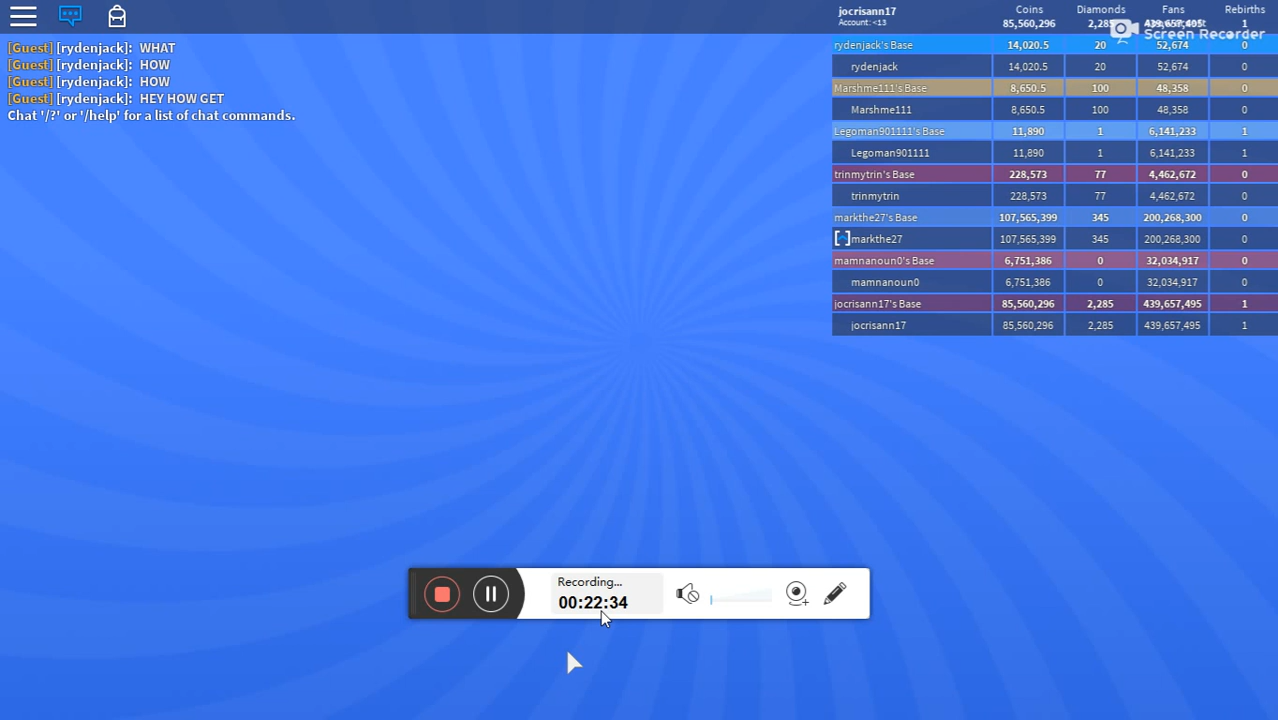 jocrisann17
Account: <13
Coins Diamonds Fans Rebirths
85,560,296 439,657,495 1
Screen Recorder
[Guest] [rydenjack]: WHAT
[Guest] [rydenjack]: HOW
[Guest] [rydenjack]: HOW
[Guest] [rydenjack]: HEY HOW GET
Chat '/?' or '/help' for a list of chat commands.
rydenjack's Base 14,020.5 20 52,674 0
rydenjack 14,020.5 20 52,674 0
Marshme111's Base 8,650.5 100 48,358 0
Marshme111 8,650.5 100 48,358 0
Legoman901111's Base 11,890 1 6,141,233 1
Legoman901111 11,890 1 6,141,233 1
trinmytrin's Base 228,573 77 4,462,672 0
trinmytrin 228,573 77 4,462,672 0
markthe27's Base 107,565,399 345 200,268,300 0
markthe27 107,565,399 345 200,268,300 0
mamnanoun0's Base 6,751,386 0 32,034,917 0
mamnanoun0 6,751,386 0 32,034,917 0
jocrisann17's Base 85,560,296 2,285 439,657,495 1
jocrisann17 85,560,296 2,285 439,657,495 1
Recording...
00:22:34